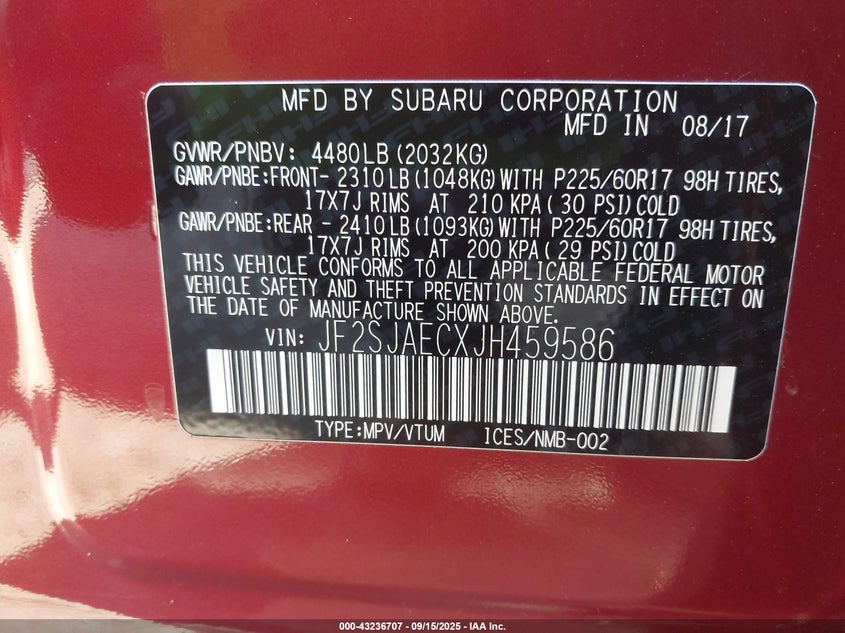 MFD BY SUBARU CORPORATION
MFD IN 08/17
GVWR/PNBV: 4480LB (2032KG)
GAWR/PNBE:FRONT- 2310LB (1048KG) WITH P225/60R17 98H TIRES,
17X7J RIMS AT 210 KPA( 30 PSI)COLD
GAWR/PNBE:REAR - 2410LB (1093KG) WITH P225/60R17 98H TIRES,
17X7J RIMS AT 200 KPA( 29 PSI)COLD
THIS VEHICLE CONFORMS TO ALL APPLICABLE FEDERAL MOTOR
VEHICLE SAFETY AND THEFT PREVENTION STANDARDS IN EFFECT ON
THE DATE OF MANUFACTURE SHOWN ABOVE.
VIN: JF2SJAECXJH459586
TYPE:MPV/VTUM ICES/NMB-002
000-43236707 - 09/15/2025 - IAA Inc.